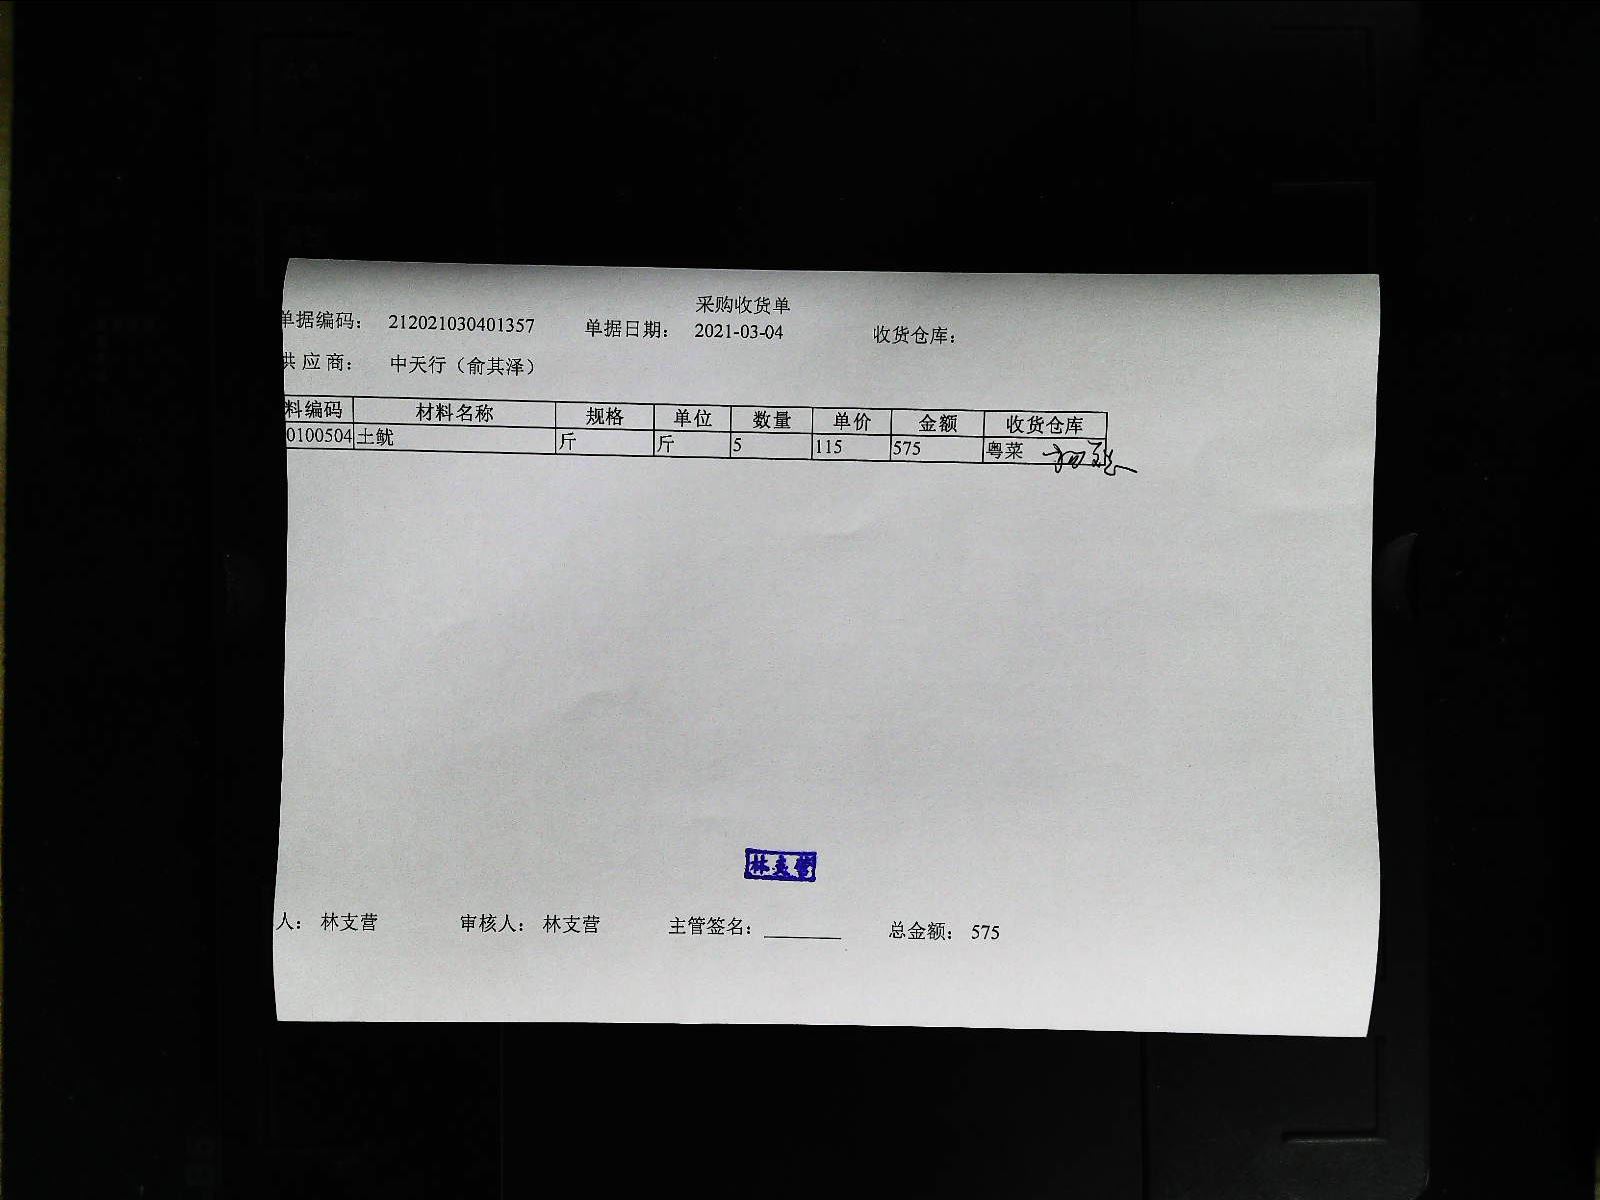 采购收货单
单据编码： 212021030401357 单据日期： 2021-03-04 收货仓库：
供 应 商： 中天行（俞其泽）
料编码 材料名称 规格 单位 数量 单价 金额 收货仓库
0100504 土鱿 斤 斤 5 115 575 粤菜
林支营
人： 林支营 审核人： 林支营 主管签名： 总金额： 575